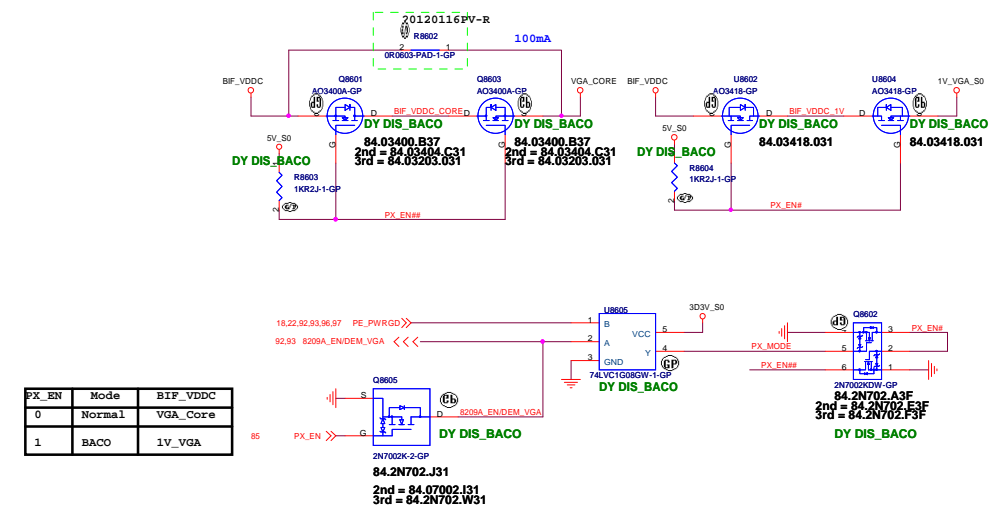 20120116PV-R
R8602
100mA
2
1
0R0603-PAD-1-GP
BIF_VDDC
Q8601
AO3400A-GP
Q8603
AO3400A-GP
VGA_CORE
BIF_VDDC
U8602
AO3418-GP
U8604
AO3418-GP
1V_VGA_S0
D
BIF_VDDC_CORE
D
D
BIF_VDDC_1V
D
DY DIS_BACO
DY DIS_BACO
DY DIS_BACO
DY DIS_BACO
84.03400.B37
2nd = 84.03404.C31
3rd = 84.03203.031
84.03400.B37
2nd = 84.03404.C31
3rd = 84.03203.031
84.03418.031
84.03418.031
G
G
G
G
5V_S0
DY DIS_BACO
R8603
1KR2J-1-GP
2
PX_EN##
5V_S0
DY DIS_BACO
R8604
1KR2J-1-GP
2
PX_EN#
18,22,92,93,96,97 PE_PWRGD
92,93 8209A_EN/DEM_VGA
U8605
1
B
2
A
3
GND
VCC
5
Y
4
74LVC1G08GW-1-GP
DY DIS_BACO
3D3V_S0
GP
PX_MODE
PX_EN##
Q8602
3
5
2
6
1
PX_EN#
2N7002KDW-GP
84.2N702.A3F
2nd = 84.2N702.E3F
3rd = 84.2N702.F3F
DY DIS_BACO
Q8605
S
D
G
8209A_EN/DEM_VGA
DY DIS_BACO
85 PX_EN
2N7002K-2-GP
84.2N702.J31
2nd = 84.07002.I31
3rd = 84.2N702.W31
PX_EN Mode BIF_VDDC
0 Normal VGA_Core
1 BACO 1V_VGA